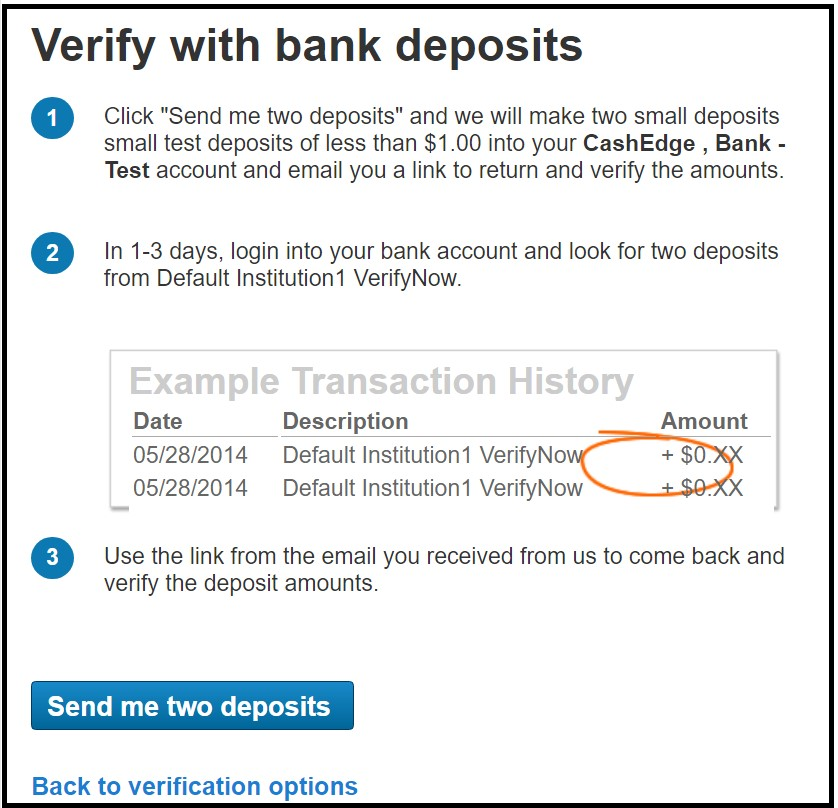 Verify with bank deposits
1
Click "Send me two deposits" and we will make two small deposits
small test deposits of less than $1.00 into your CashEdge , Bank -
Test account and email you a link to return and verify the amounts.
2
In 1-3 days, login into your bank account and look for two deposits
from Default Institution1 VerifyNow.
Example Transaction History
Date Description Amount
05/28/2014 Default Institution1 VerifyNow + $0.XX
05/28/2014 Default Institution1 VerifyNow + $0.XX
3
Use the link from the email you received from us to come back and
verify the deposit amounts.
Send me two deposits
Back to verification options